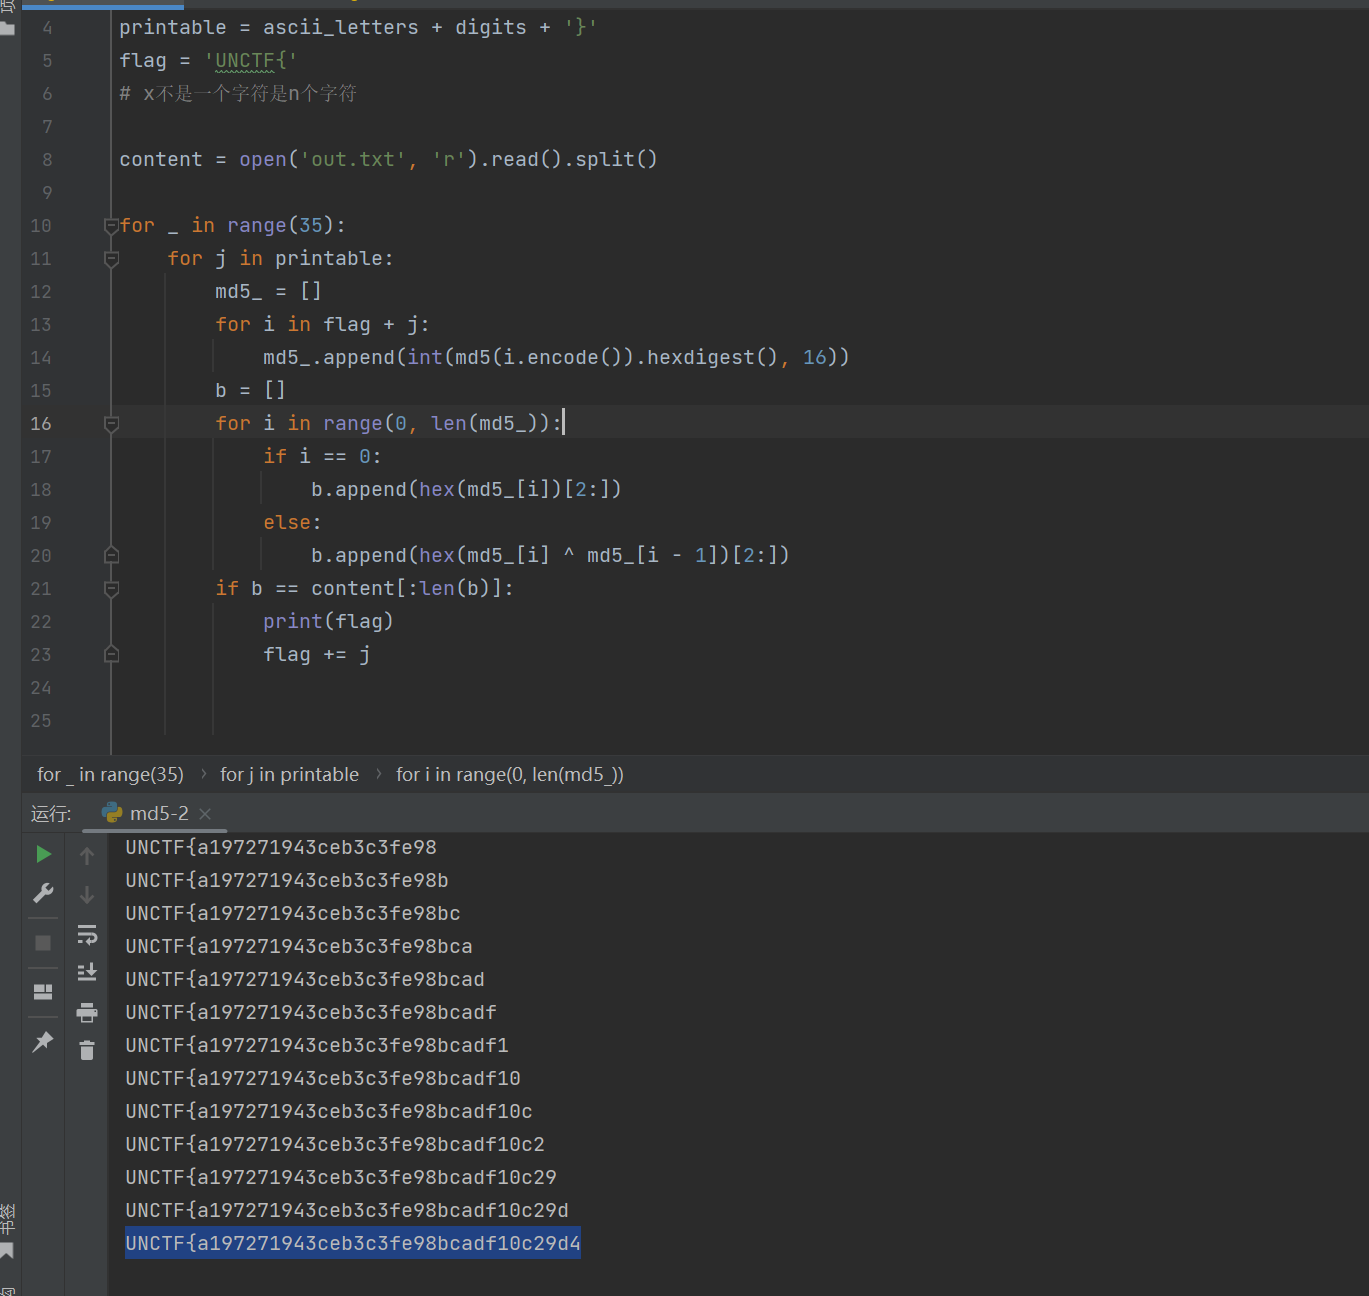 项
4 printable = ascii_letters + digits + '}'
5 flag = 'UNCTF{'
6 # x不是一个字符是n个字符
7
8 content = open('out.txt', 'r').read().split()
9
10 for _ in range(35):
11     for j in printable:
12         md5_ = []
13         for i in flag + j:
14             md5_.append(int(md5(i.encode()).hexdigest(), 16))
15         b = []
16         for i in range(0, len(md5_)):
17             if i == 0:
18                 b.append(hex(md5_[i])[2:])
19             else:
20                 b.append(hex(md5_[i] ^ md5_[i - 1])[2:])
21         if b == content[:len(b)]:
22             print(flag)
23             flag += j
24
25
for _ in range(35) › for j in printable › for i in range(0, len(md5_))
运行: md5-2 ×
UNCTF{a197271943ceb3c3fe98
UNCTF{a197271943ceb3c3fe98b
UNCTF{a197271943ceb3c3fe98bc
UNCTF{a197271943ceb3c3fe98bca
UNCTF{a197271943ceb3c3fe98bcad
UNCTF{a197271943ceb3c3fe98bcadf
UNCTF{a197271943ceb3c3fe98bcadf1
UNCTF{a197271943ceb3c3fe98bcadf10
UNCTF{a197271943ceb3c3fe98bcadf10c
UNCTF{a197271943ceb3c3fe98bcadf10c2
UNCTF{a197271943ceb3c3fe98bcadf10c29
UNCTF{a197271943ceb3c3fe98bcadf10c29d
UNCTF{a197271943ceb3c3fe98bcadf10c29d4
书签